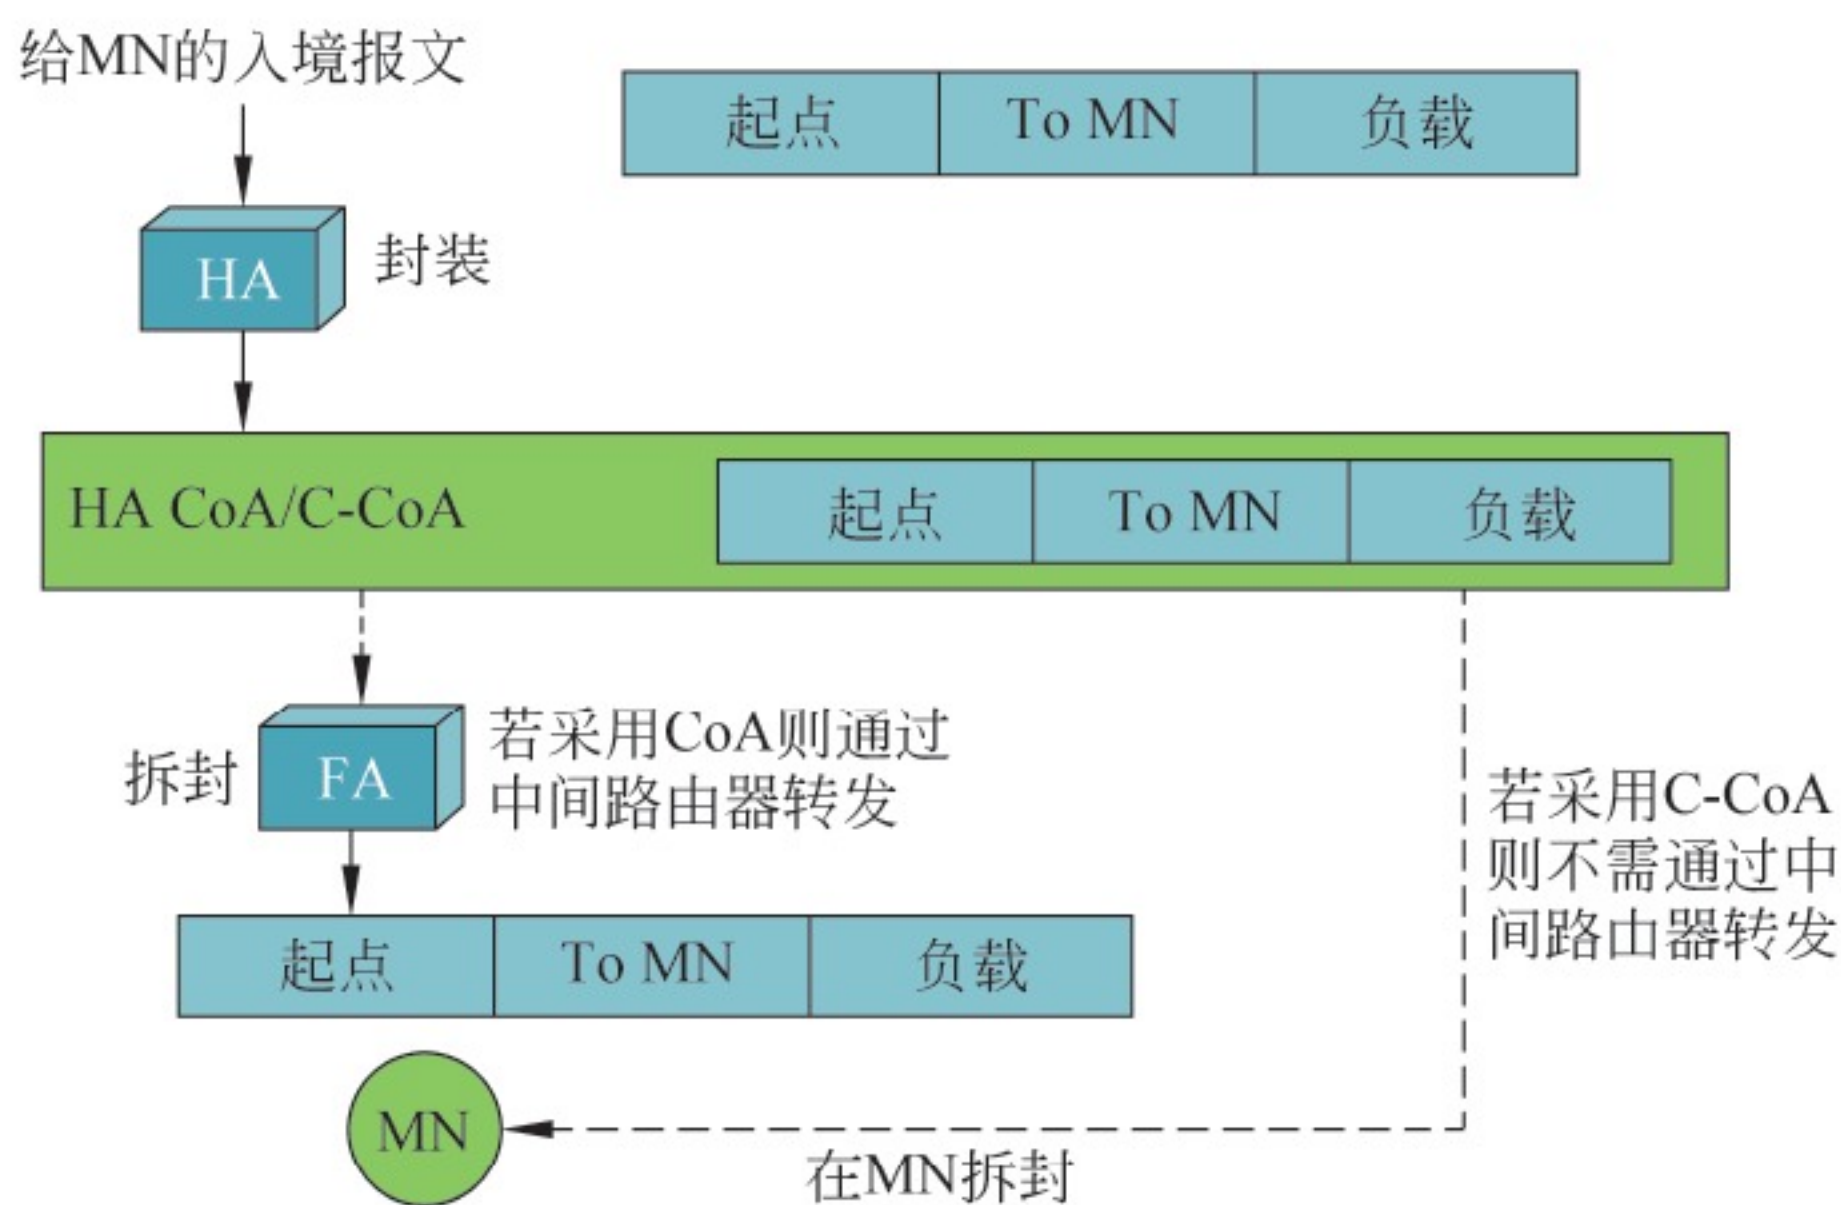 给MN的入境报文
起点 To MN 负载
HA
封装
HA CoA/C-CoA 起点 To MN 负载
拆封
FA
若采用CoA则通过
中间路由器转发
若采用C-CoA
则不需通过中
间路由器转发
起点 To MN 负载
MN
在MN拆封